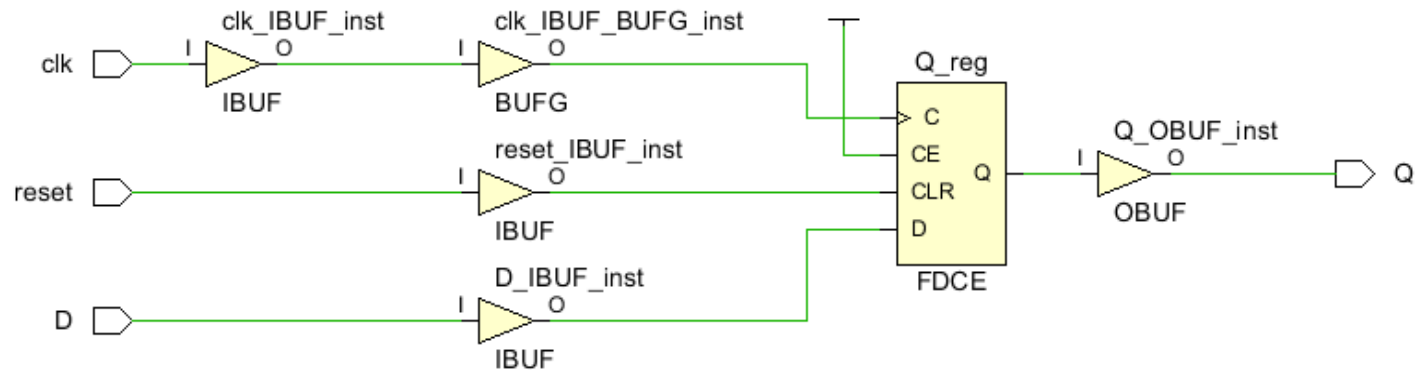 clk_IBUF_inst
clk_IBUF_BUFG_inst
clk
I
O
I
O
IBUF
BUFG
Q_reg
C
CE
CLR
D
Q
FDCE
reset_IBUF_inst
reset
I
O
IBUF
Q_OBUF_inst
I
O
OBUF
Q
D_IBUF_inst
D
I
O
IBUF